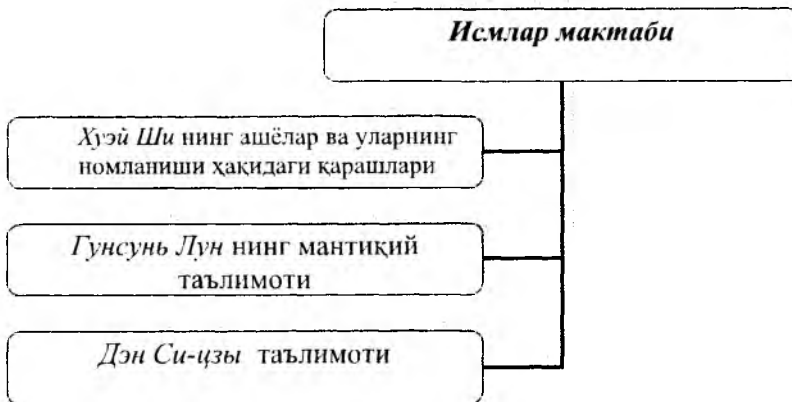 Исмлар мактаби
Хуэй Ши нинг ашёлар ва уларнинг
номланиши ҳақидаги қарашлари
Гунсунь Лун нинг мантиқий
таълимоти
Дэн Си-цзы таълимоти